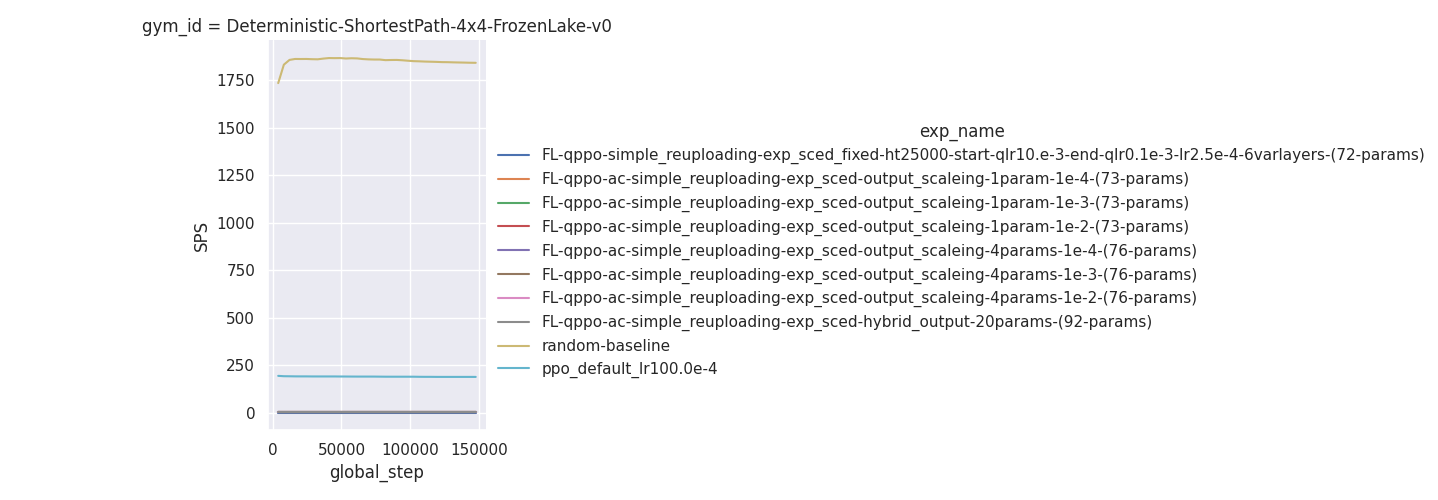 gym_id = Deterministic-ShortestPath-4x4-FrozenLake-v0
1750
1500
1250
1000
750
500
250
0
SPS
0 50000 100000 150000
global_step
exp_name
FL-qppo-simple_reuploading-exp_sced_fixed-ht25000-start-qlr10.e-3-end-qlr0.1e-3-lr2.5e-4-6varlayers-(72-params)
FL-qppo-ac-simple_reuploading-exp_sced-output_scaleing-1param-1e-4-(73-params)
FL-qppo-ac-simple_reuploading-exp_sced-output_scaleing-1param-1e-3-(73-params)
FL-qppo-ac-simple_reuploading-exp_sced-output_scaleing-1param-1e-2-(73-params)
FL-qppo-ac-simple_reuploading-exp_sced-output_scaleing-4params-1e-4-(76-params)
FL-qppo-ac-simple_reuploading-exp_sced-output_scaleing-4params-1e-3-(76-params)
FL-qppo-ac-simple_reuploading-exp_sced-output_scaleing-4params-1e-2-(76-params)
FL-qppo-ac-simple_reuploading-exp_sced-hybrid_output-20params-(92-params)
random-baseline
ppo_default_lr100.0e-4